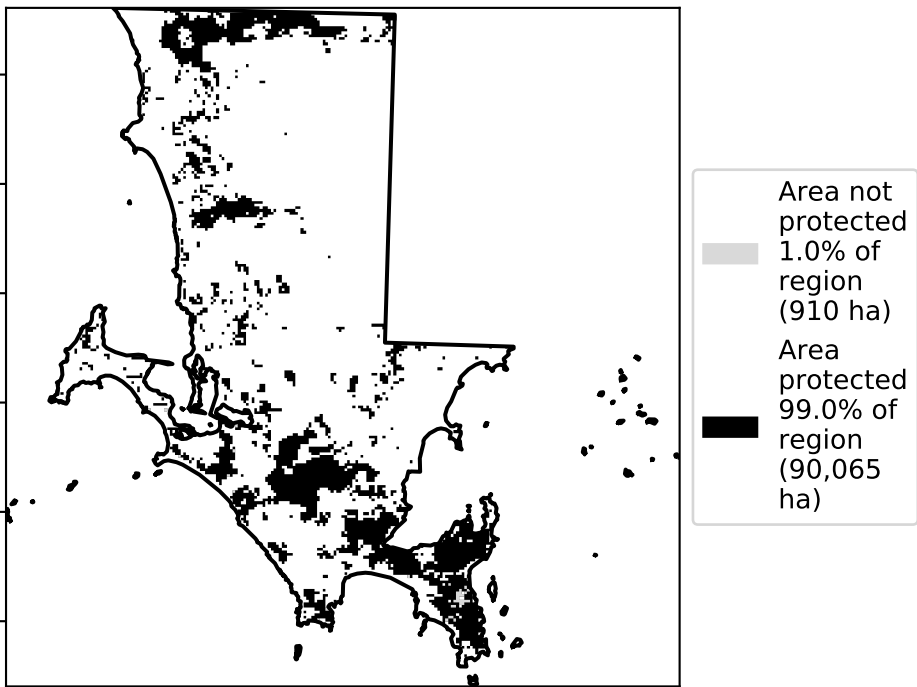 Area not
protected
1.0% of
region
(910 ha)
Area
protected
99.0% of
region
(90,065
ha)